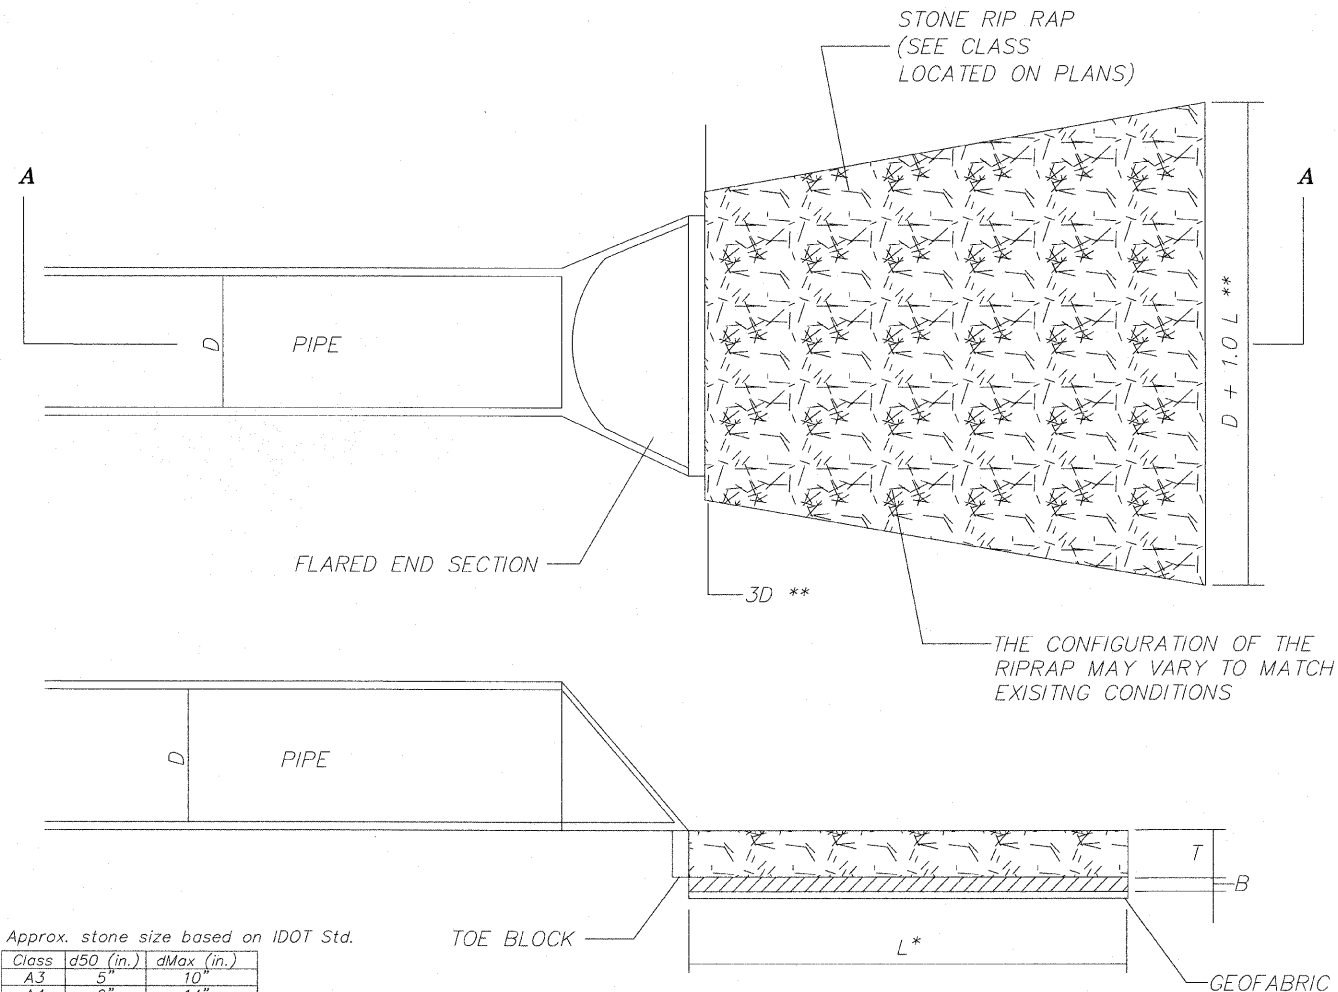 STONE RIP RAP
(SEE CLASS
LOCATED ON PLANS)
A
A
D
PIPE
D + 1.0 L **
FLARED END SECTION
3D **
THE CONFIGURATION OF THE
RIPRAP MAY VARY TO MATCH
EXISITNG CONDITIONS
D
PIPE
T
B
TOE BLOCK
L*
GEOFABRIC
Approx. stone size based on IDOT Std.
Class d50 (in.) dMax (in.)
A3 5" 10"